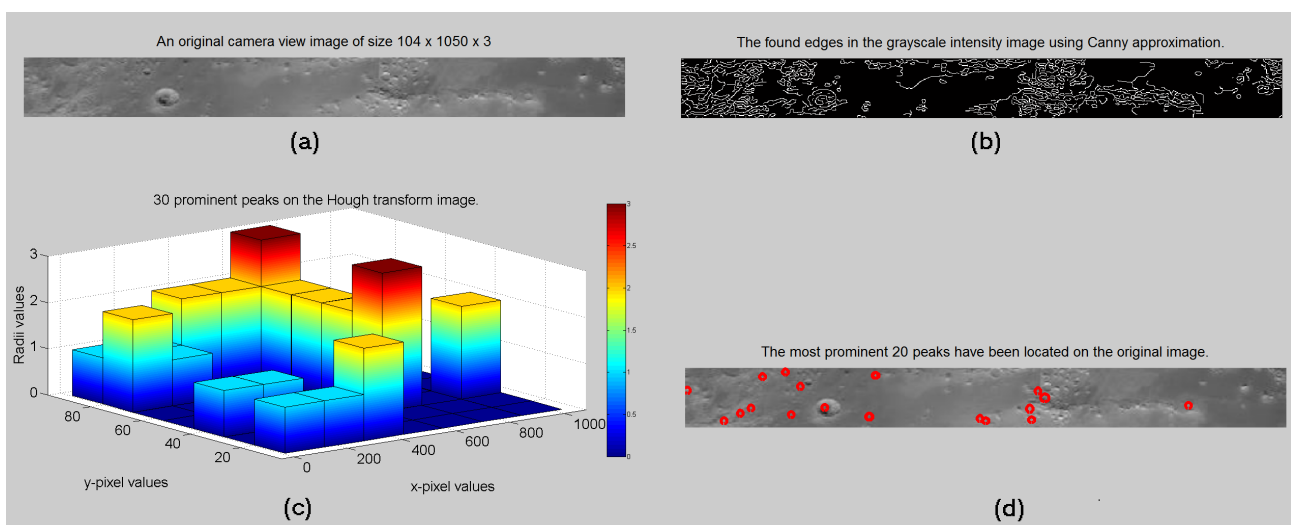 An original camera view image of size 104 x 1050 x 3
(a)
The found edges in the grayscale intensity image using Canny approximation.
(b)
30 prominent peaks on the Hough transform image.
3
2
1
0
Radii values
80
60
40
20
y-pixel values
0
200
400
600
800
1000
x-pixel values
3
2.5
2
1.5
1
0.5
0
(c)
The most prominent 20 peaks have been located on the original image.
(d)